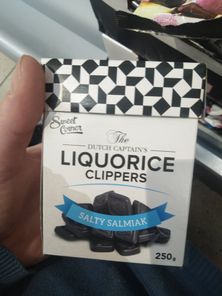 Sweet
Corner
The
DUTCH CAPTAIN'S
LIQUORICE
CLIPPERS
SALTY SALMIAK
250g